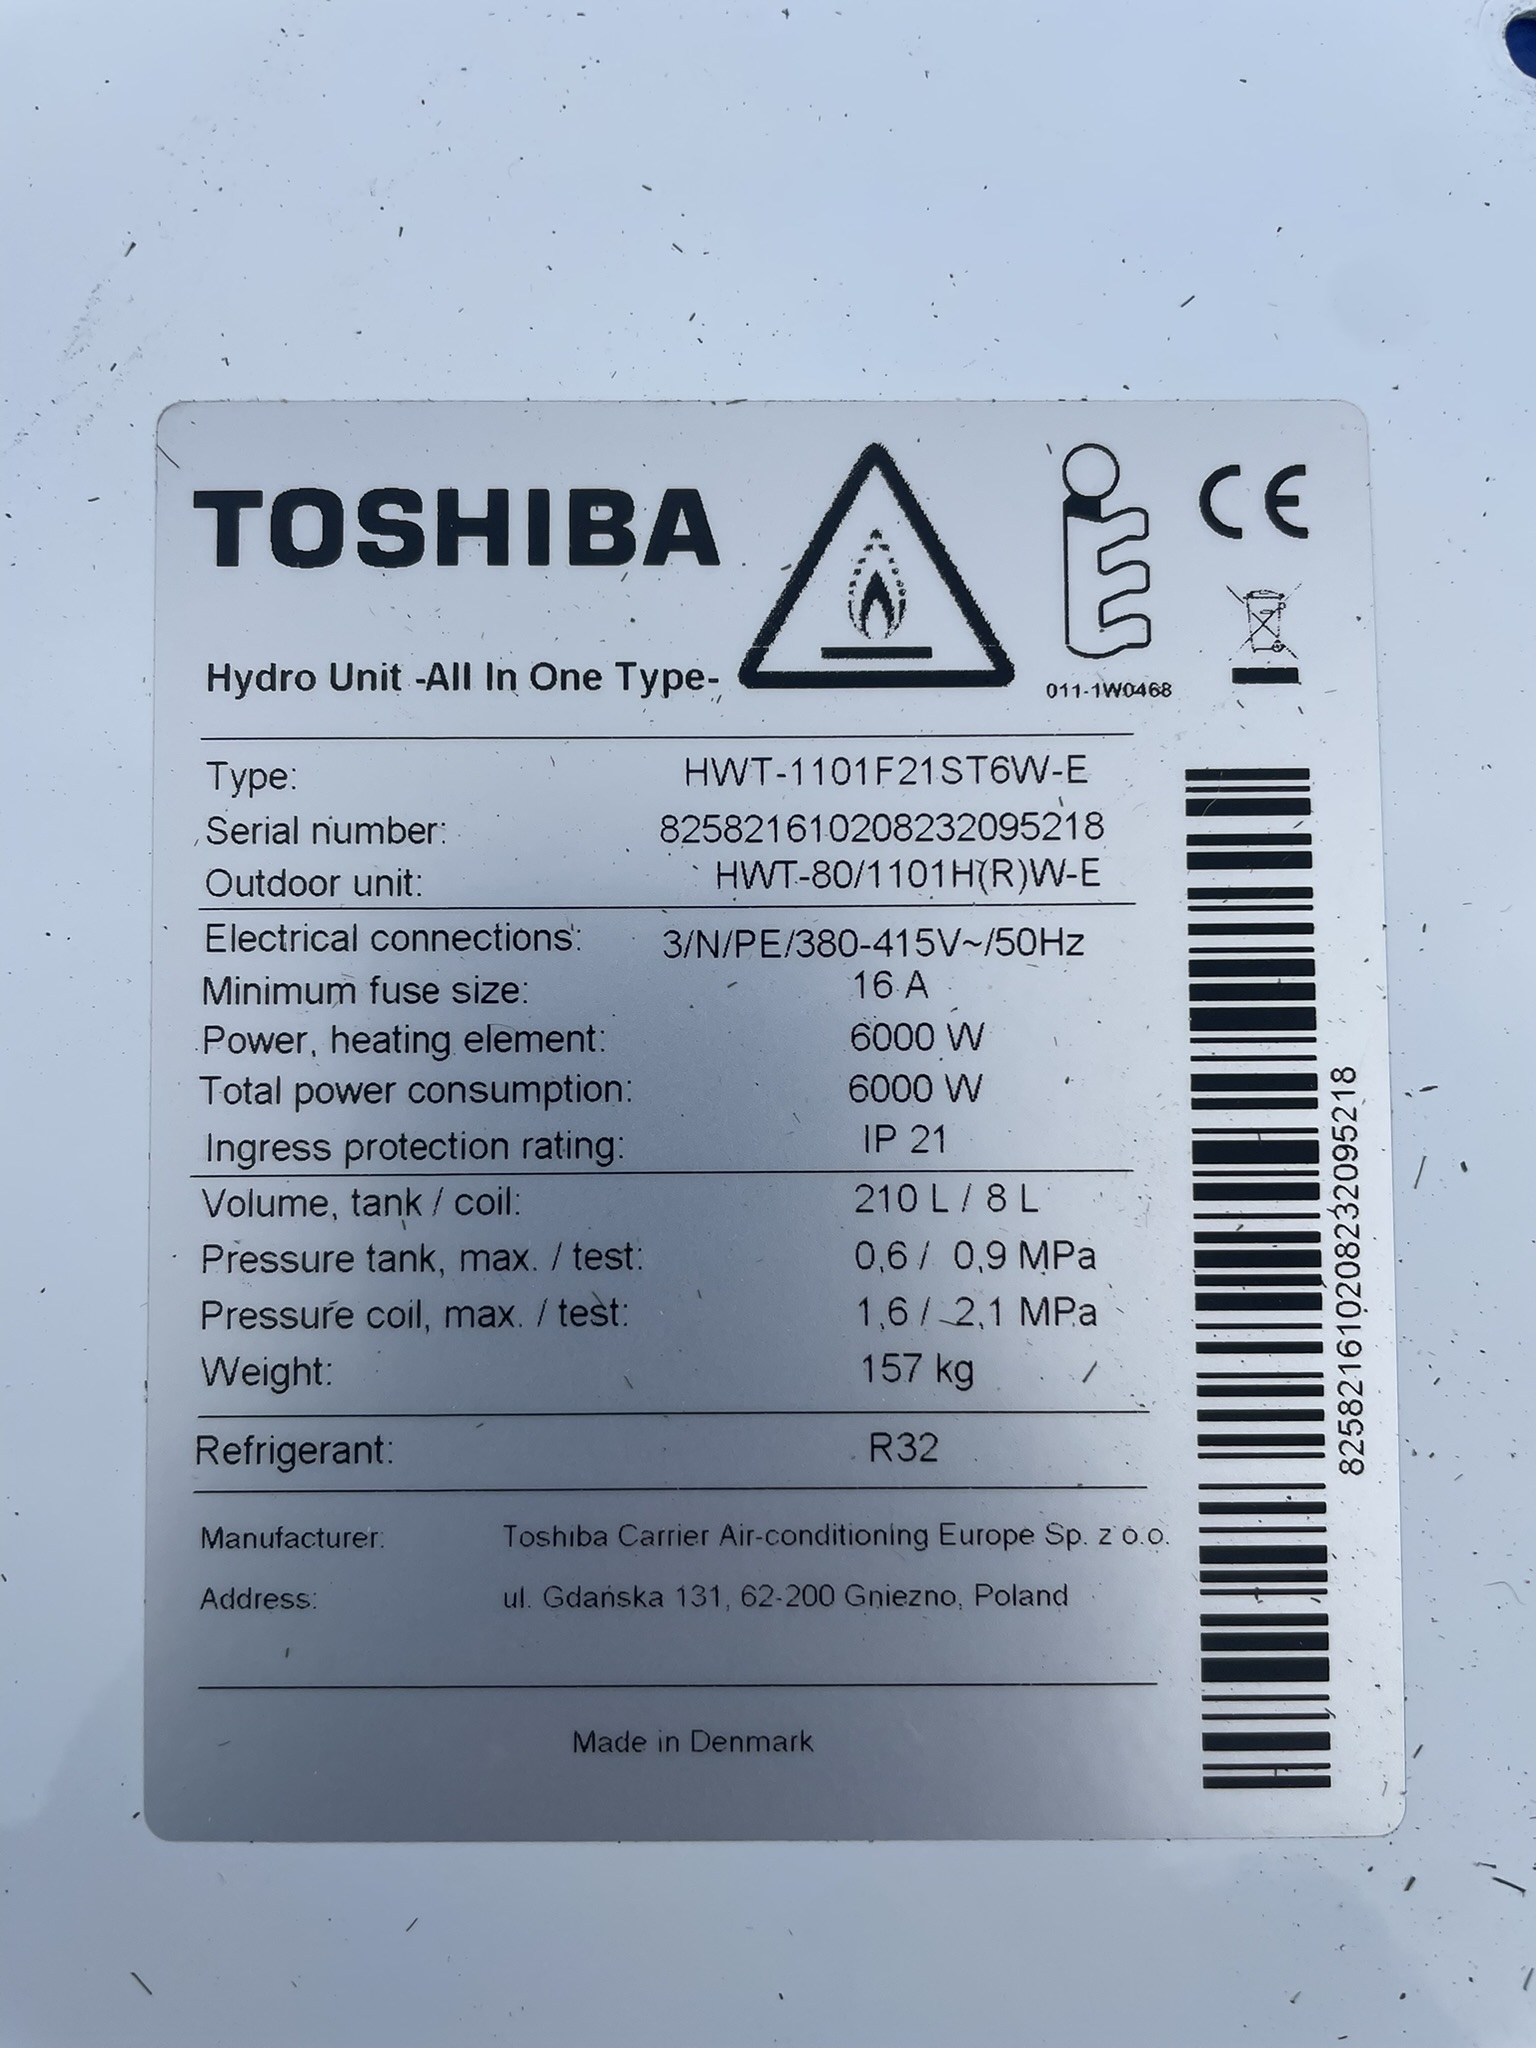 TOSHIBA
CE
Hydro Unit -All In One Type-
011-1W0468
Type: HWT-1101F21ST6W-E
Serial number: 825821610208232095218
Outdoor unit: HWT-80/1101H(R)W-E
Electrical connections: 3/N/PE/380-415V~/50Hz
Minimum fuse size: 16 A
Power, heating element: 6000 W
Total power consumption: 6000 W
Ingress protection rating: IP 21
Volume, tank / coil: 210 L / 8 L
Pressure tank, max. / test: 0,6 / 0,9 MPa
Pressure coil, max. / test: 1,6 / 2,1 MPa
Weight: 157 kg
Refrigerant: R32
Manufacturer: Toshiba Carrier Air-conditioning Europe Sp. z o.o.
Address: ul. Gdańska 131, 62-200 Gniezno, Poland
Made in Denmark
825821610208232095218